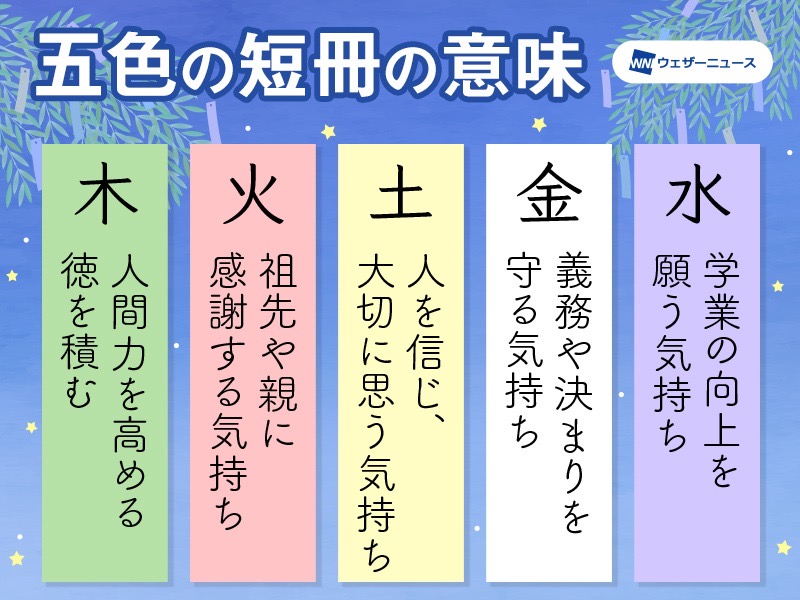 五色の短冊の意味
WNI ウェザーニュース
木
人間力を高める
徳を積む
火
祖先や親に
感謝する気持ち
土
人を信じ、
大切に思う気持ち
金
義務や決まりを
守る気持ち
水
学業の向上を
願う気持ち